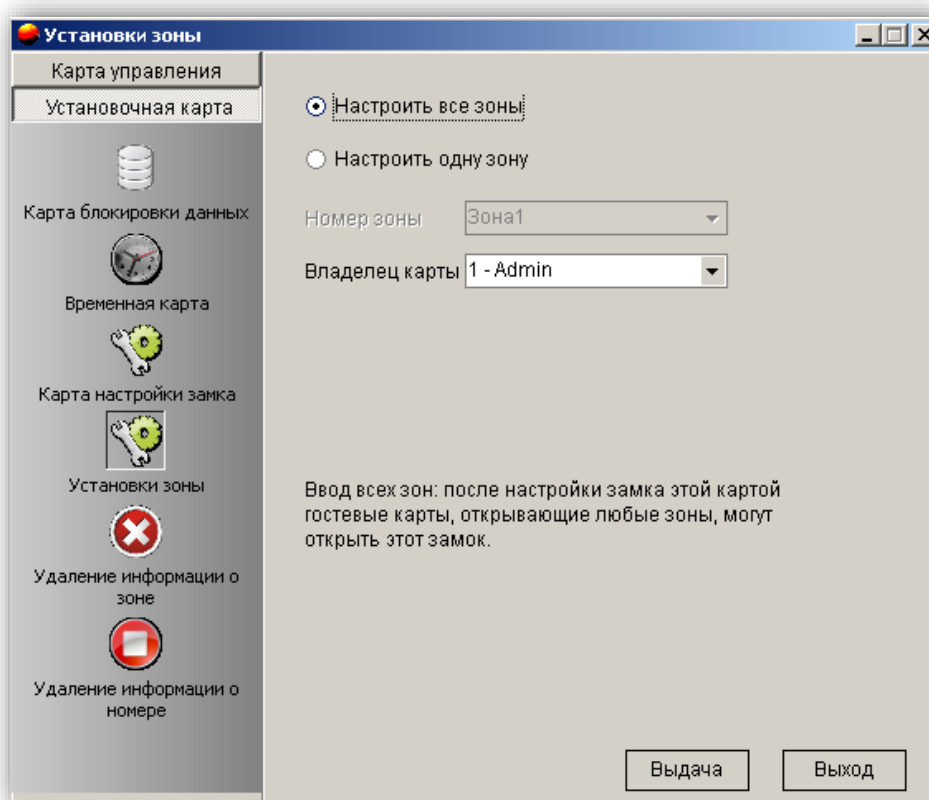 Установки зоны
Карта управления
Установочная карта
Карта блокировки данных
Временная карта
Карта настройки замка
Установки зоны
Удаление информации о
зоне
Удаление информации о
номере
Настроить все зоны
Настроить одну зону
Номер зоны Зона1
Владелец карты 1 - Admin
Ввод всех зон: после настройки замка этой картой
гостевые карты, открывающие любые зоны, могут
открыть этот замок.
Выдача Выход